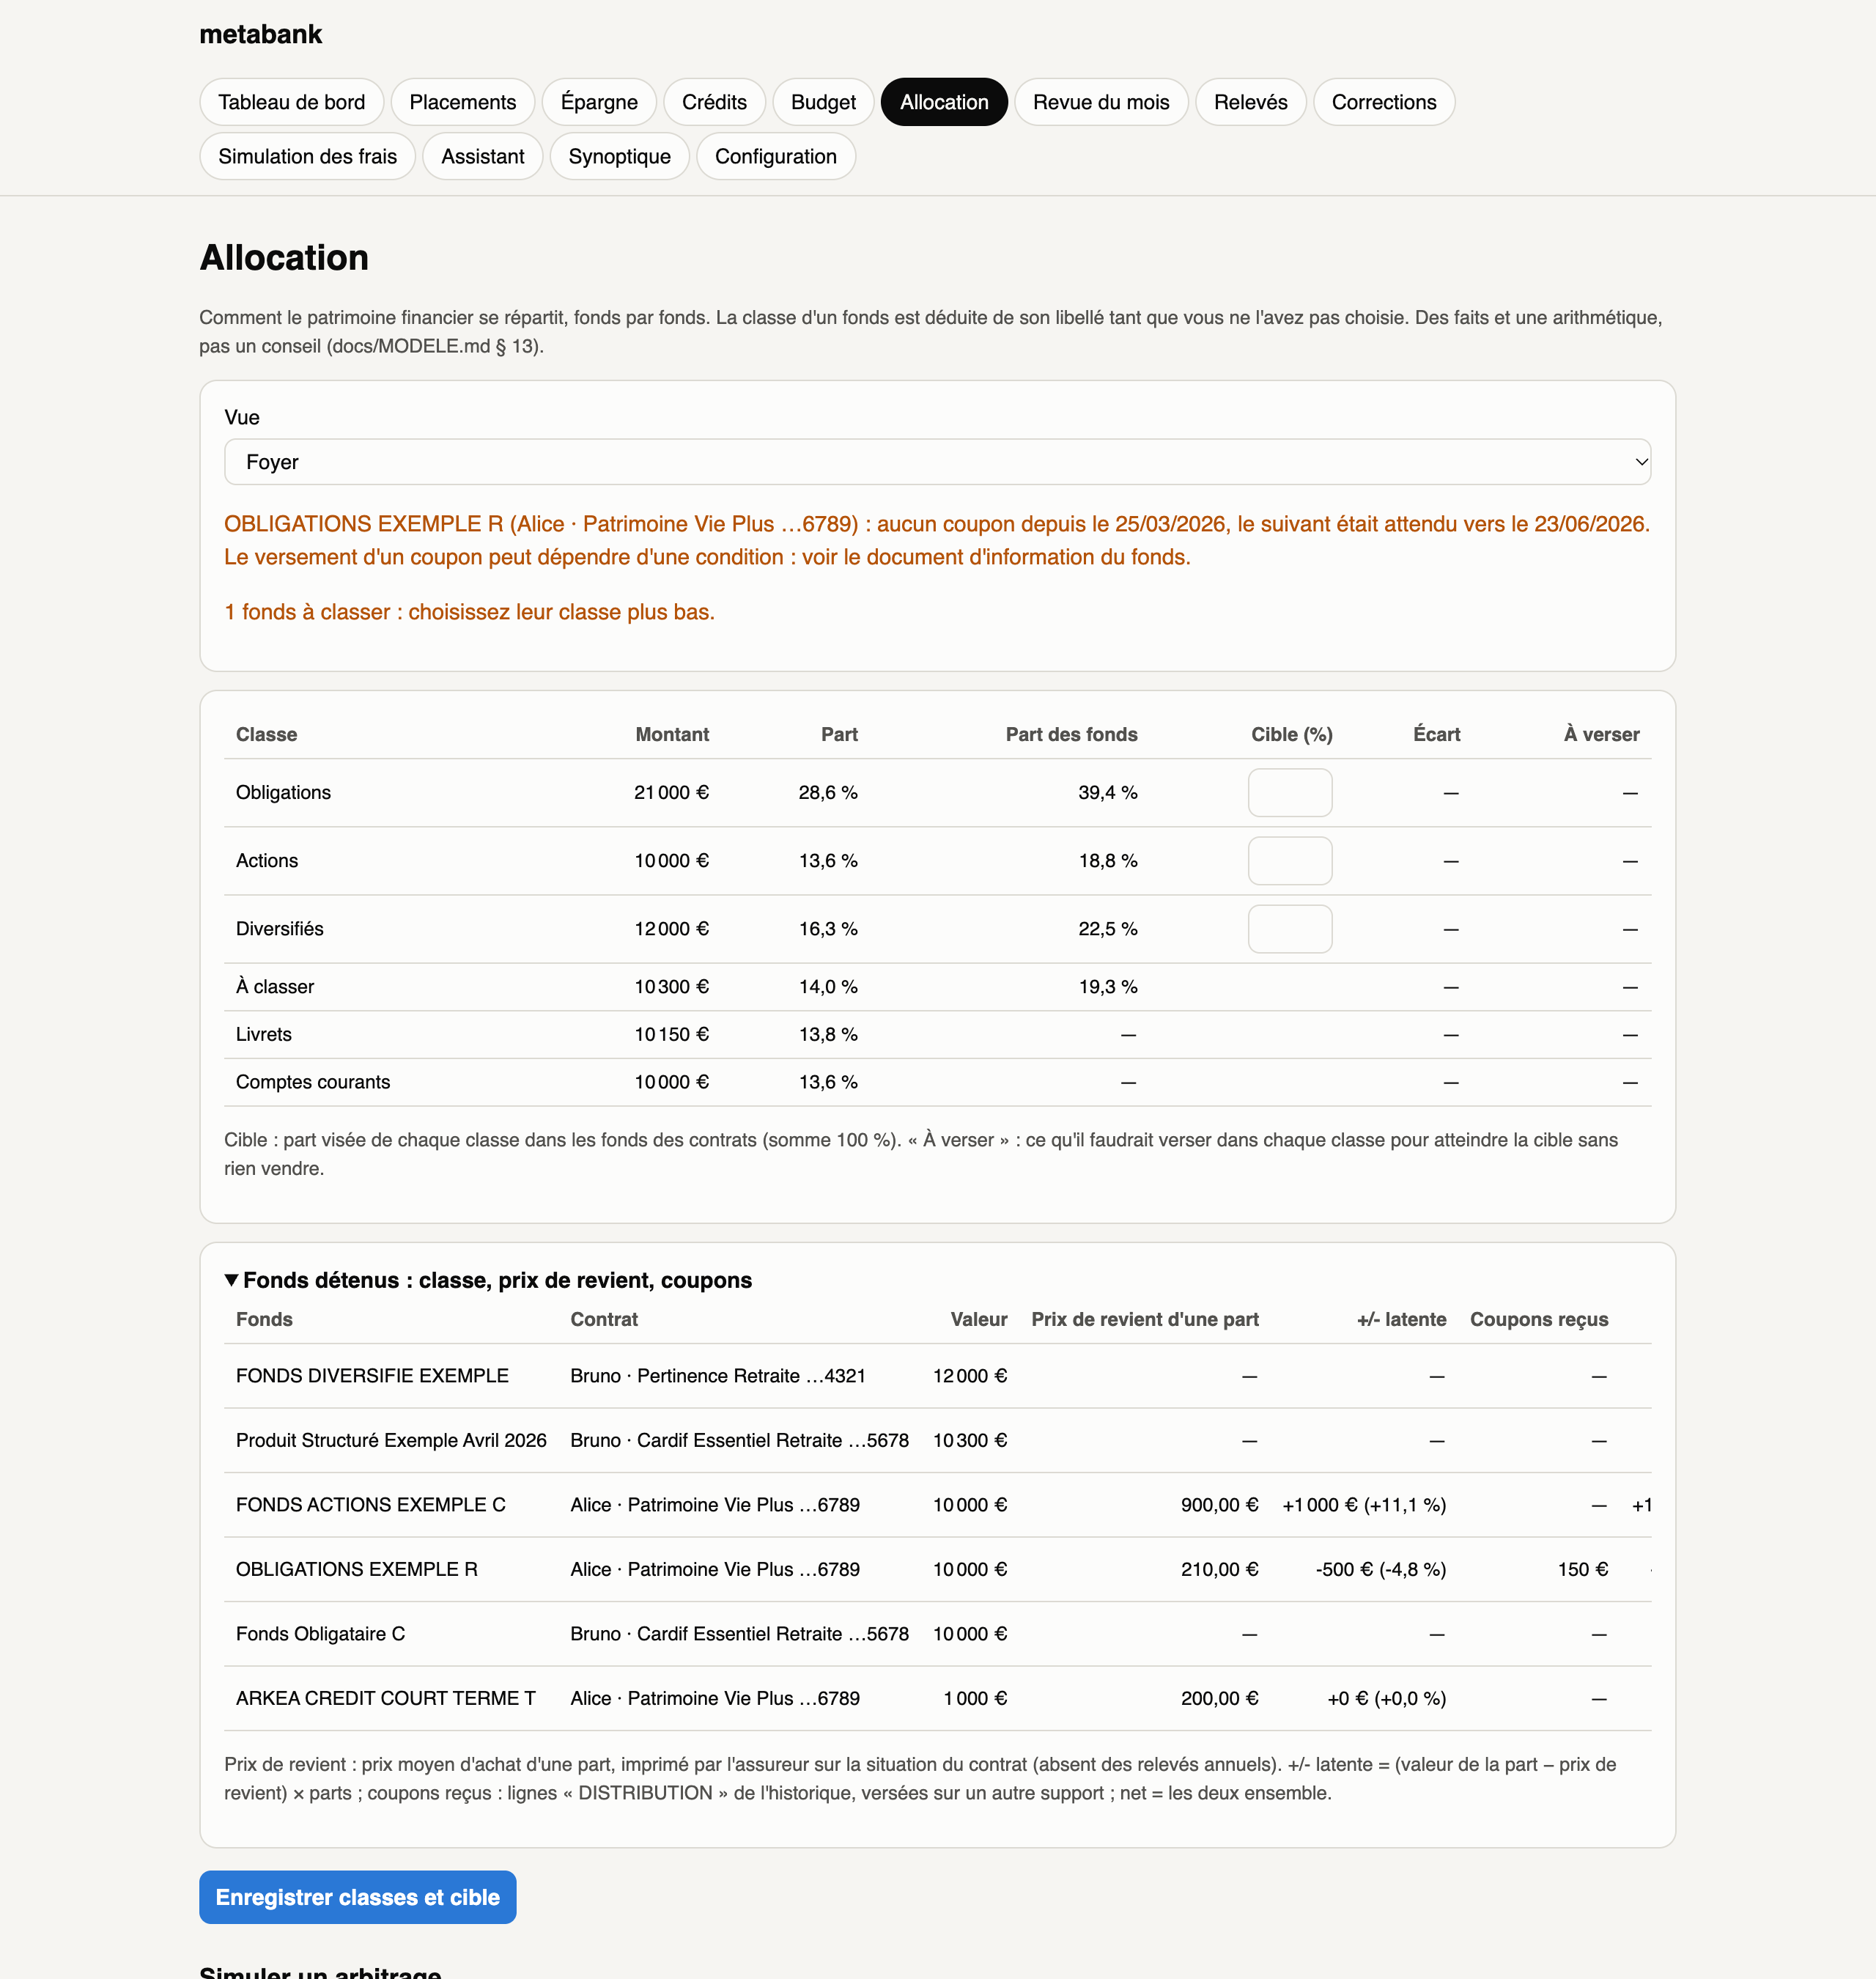 metabank
Tableau de bord Placements Épargne Crédits Budget Allocation Revue du mois Relevés Corrections
Simulation des frais Assistant Synoptique Configuration
Allocation
Comment le patrimoine financier se répartit, fonds par fonds. La classe d'un fonds est déduite de son libellé tant que vous ne l'avez pas choisie. Des faits et une arithmétique,
pas un conseil (docs/MODELE.md § 13).
Vue
Foyer
OBLIGATIONS EXEMPLE R (Alice · Patrimoine Vie Plus …6789) : aucun coupon depuis le 25/03/2026, le suivant était attendu vers le 23/06/2026.
Le versement d'un coupon peut dépendre d'une condition : voir le document d'information du fonds.
1 fonds à classer : choisissez leur classe plus bas.
Classe Montant Part Part des fonds Cible (%) Écart À verser
Obligations 21 000 € 28,6 % 39,4 % — —
Actions 10 000 € 13,6 % 18,8 % — —
Diversifiés 12 000 € 16,3 % 22,5 % — —
À classer 10 300 € 14,0 % 19,3 % — —
Livrets 10 150 € 13,8 % — — —
Comptes courants 10 000 € 13,6 % — — —
Cible : part visée de chaque classe dans les fonds des contrats (somme 100 %). « À verser » : ce qu'il faudrait verser dans chaque classe pour atteindre la cible sans
rien vendre.
▼ Fonds détenus : classe, prix de revient, coupons
Fonds Contrat Valeur Prix de revient d'une part +/- latente Coupons reçus
FONDS DIVERSIFIE EXEMPLE Bruno · Pertinence Retraite …4321 12 000 € — — —
Produit Structuré Exemple Avril 2026 Bruno · Cardif Essentiel Retraite …5678 10 300 € — — —
FONDS ACTIONS EXEMPLE C Alice · Patrimoine Vie Plus …6789 10 000 € 900,00 € +1 000 € (+11,1 %) — +1
OBLIGATIONS EXEMPLE R Alice · Patrimoine Vie Plus …6789 10 000 € 210,00 € -500 € (-4,8 %) 150 €
Fonds Obligataire C Bruno · Cardif Essentiel Retraite …5678 10 000 € — — —
ARKEA CREDIT COURT TERME T Alice · Patrimoine Vie Plus …6789 1 000 € 200,00 € +0 € (+0,0 %) —
Prix de revient : prix moyen d'achat d'une part, imprimé par l'assureur sur la situation du contrat (absent des relevés annuels). +/- latente = (valeur de la part – prix de
revient) × parts ; coupons reçus : lignes « DISTRIBUTION » de l'historique, versées sur un autre support ; net = les deux ensemble.
Enregistrer classes et cible
Simuler un arbitrage